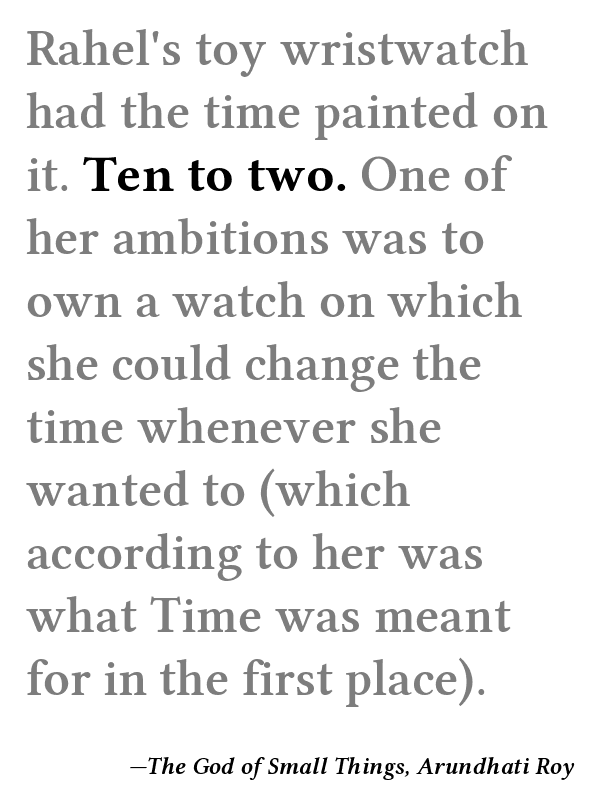 Rahel's toy wristwatch
had the time painted on
it. Ten to two. One of
her ambitions was to
own a watch on which
she could change the
time whenever she
wanted to (which
according to her was
what Time was meant
for in the first place).
—The God of Small Things, Arundhati Roy